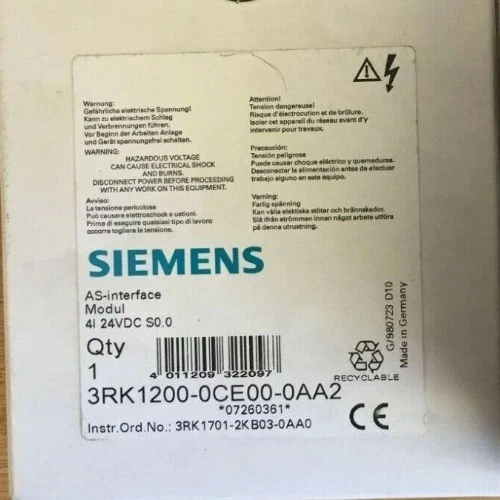 Warnung:
Gefährliche elektrische Spannung!
Kann zu elektrischem Schlag
und Verbrennungen führen.
Vor Beginn der Arbeiten Anlage
und Gerät spannungsfrei schalten.
WARNING:
HAZARDOUS VOLTAGE
CAN CAUSE ELECTRICAL SHOCK
AND BURNS.
DISCONNECT POWER BEFORE PROCEEDING
WITH ANY WORK ON THIS EQUIPMENT.
Avviso:
La tensione pericolosa
Può causare elettroshock e ustioni.
Prima di eseguire qualsiasi tipo di lavoro
occorre togliere la tensione.
Attention!
Tension dangereuse!
Risque d'électrocution et de brûlure.
Isoler cet appareil du réseau avant d'y
intervenir pour travaux.
Precaución:
Tensión peligrosa
Puede causar choque eléctrico y quemaduras.
Desconectar la alimentación antes de efectuar
trabajo alguno en este equipo.
Varning:
Farlig spänning
Kan vålla elektiska stötar och brännskador.
Gör den strömlös innan något arbete utförs
på denna utrustning.
SIEMENS
AS-interface
Modul
4I 24VDC S0.0
Qty
1
4 011209 322097
3RK1200-0CE00-0AA2
*07260361*
Instr.Ord.No.: 3RK1701-2KB03-0AA0
RECYCLABLE
CE
G/980723 D10
Made in Germany